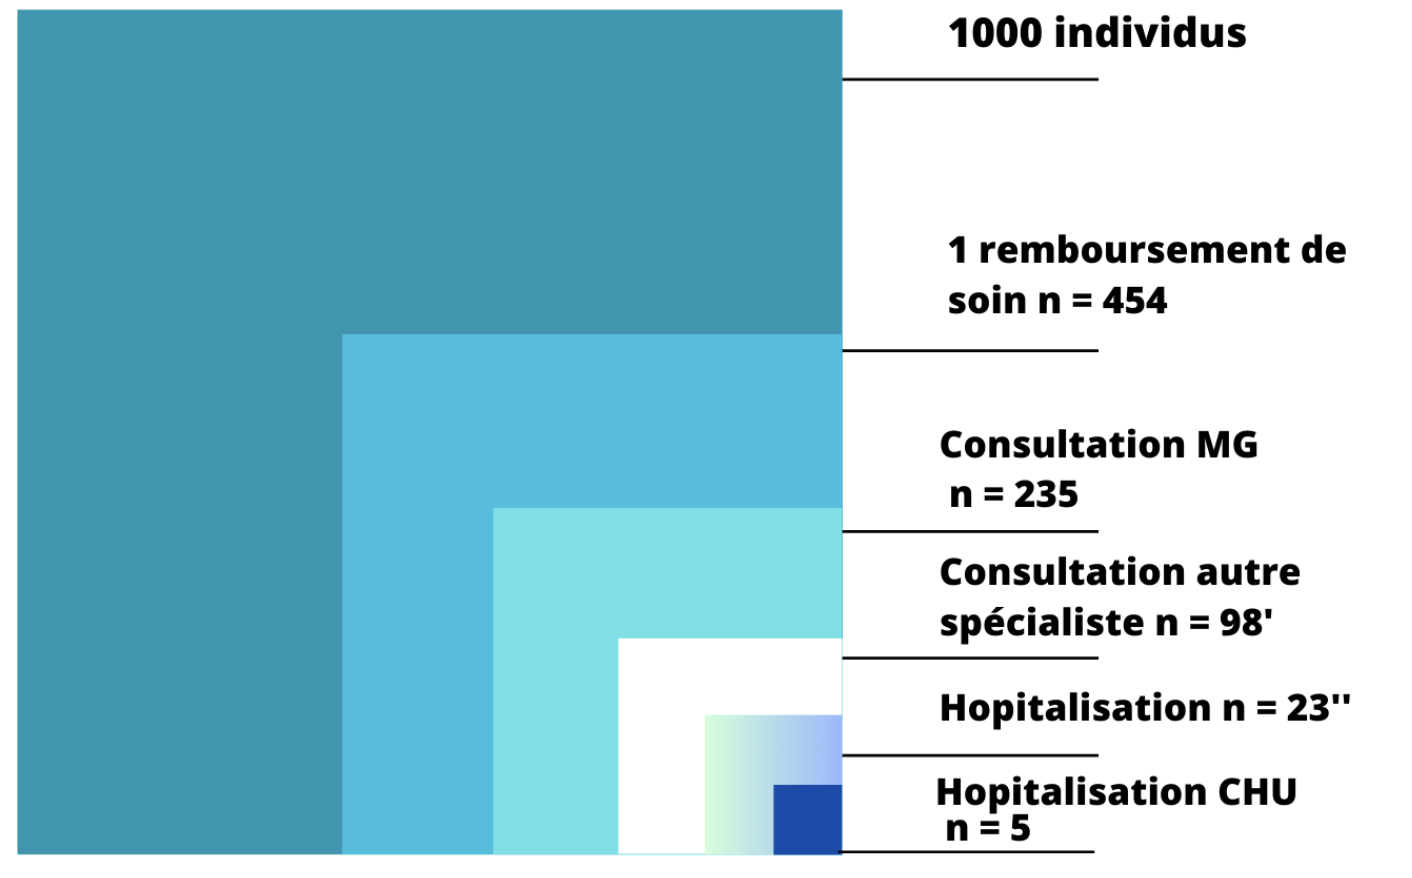 1000 individus
1 remboursement de
soin n = 454
Consultation MG
n = 235
Consultation autre
spécialiste n = 98'
Hopitalisation n = 23''
Hopitalisation CHU
n = 5